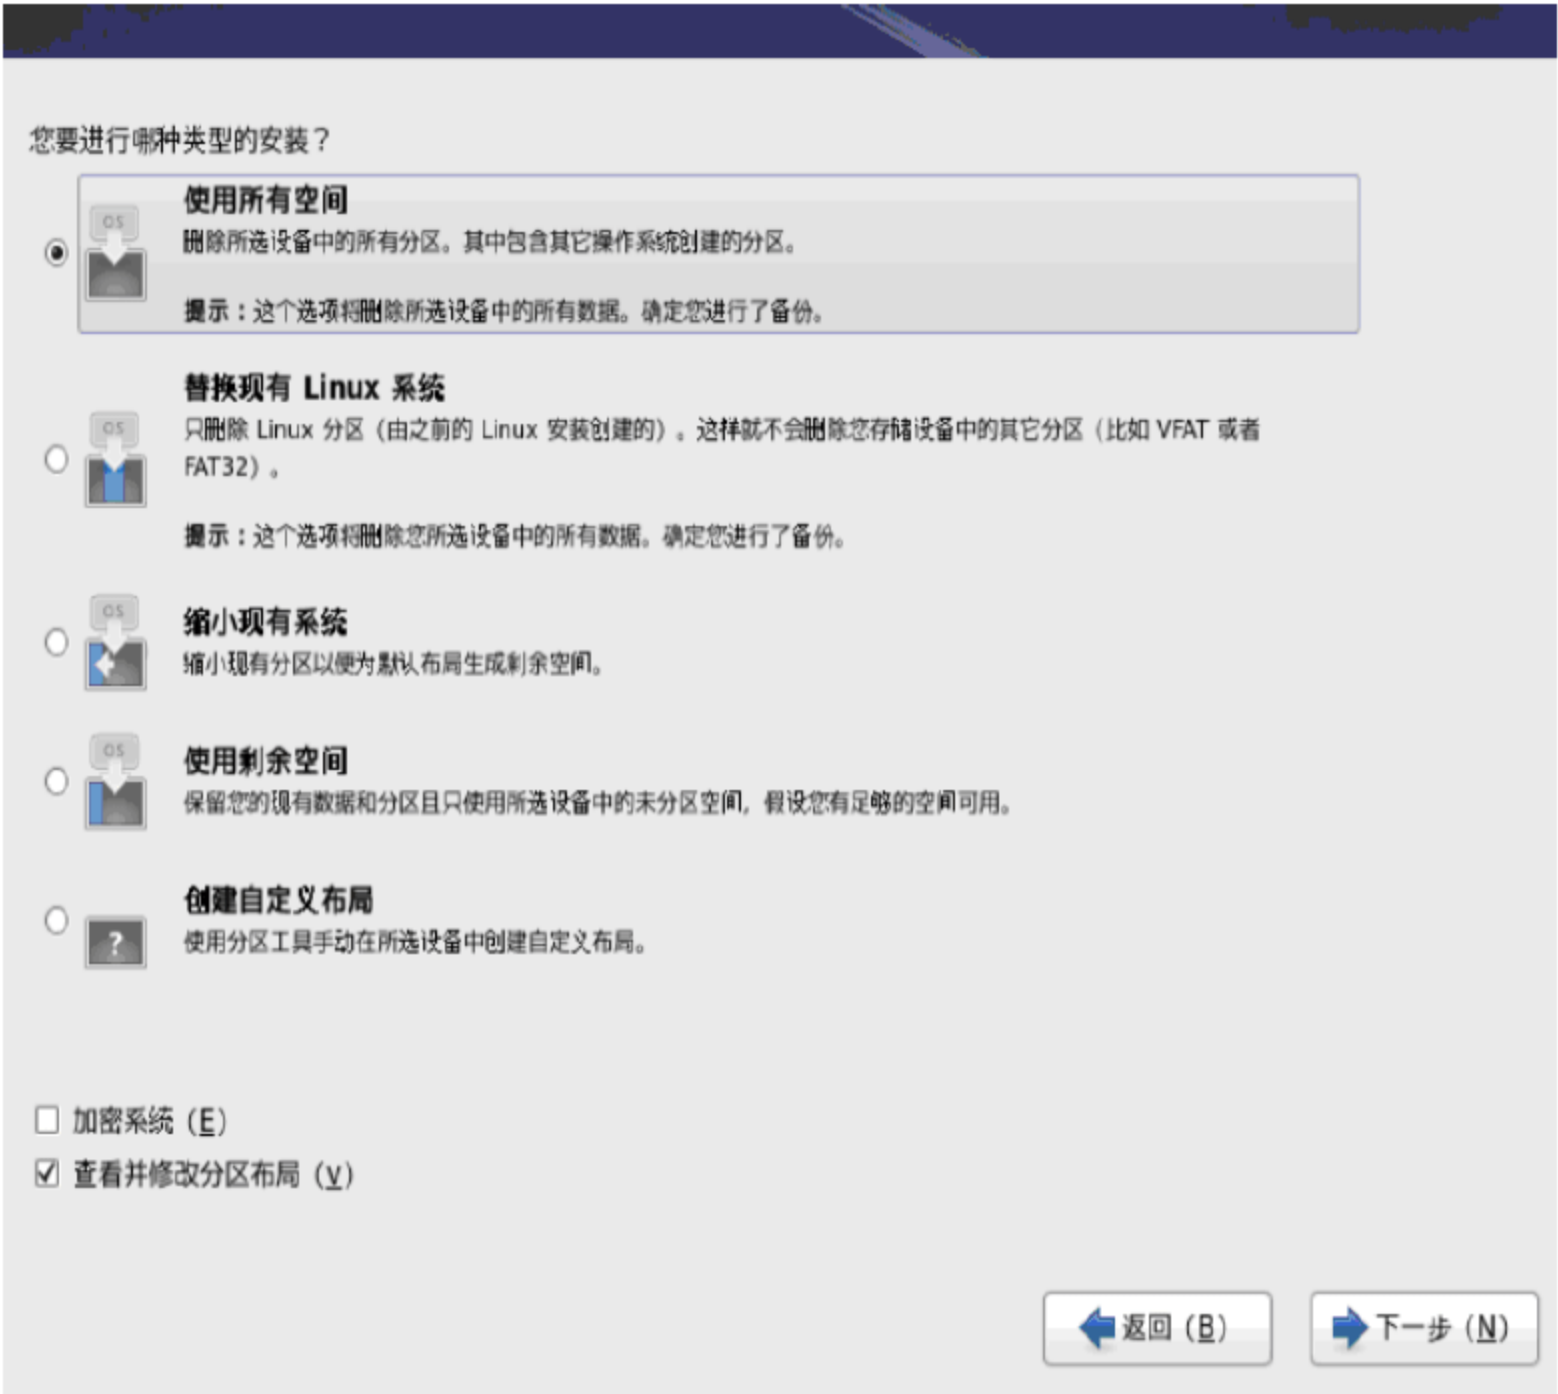 您要进行哪种类型的安装？
OS
使用所有空间
删除所选设备中的所有分区。其中包含其它操作系统创建的分区。
提示：这个选项将删除所选设备中的所有数据。确定您进行了备份。
OS
替换现有 Linux 系统
只删除 Linux 分区（由之前的 Linux 安装创建的）。这样就不会删除您存储设备中的其它分区（比如 VFAT 或者
FAT32）。
提示：这个选项将删除您所选设备中的所有数据。确定您进行了备份。
OS
缩小现有系统
缩小现有分区以便为默认布局生成剩余空间。
OS
使用剩余空间
保留您的现有数据和分区且只使用所选设备中的未分区空间，假设您有足够的空间可用。
?
创建自定义布局
使用分区工具手动在所选设备中创建自定义布局。
加密系统（E）
查看并修改分区布局（V）
返回（B）
下一步（N）